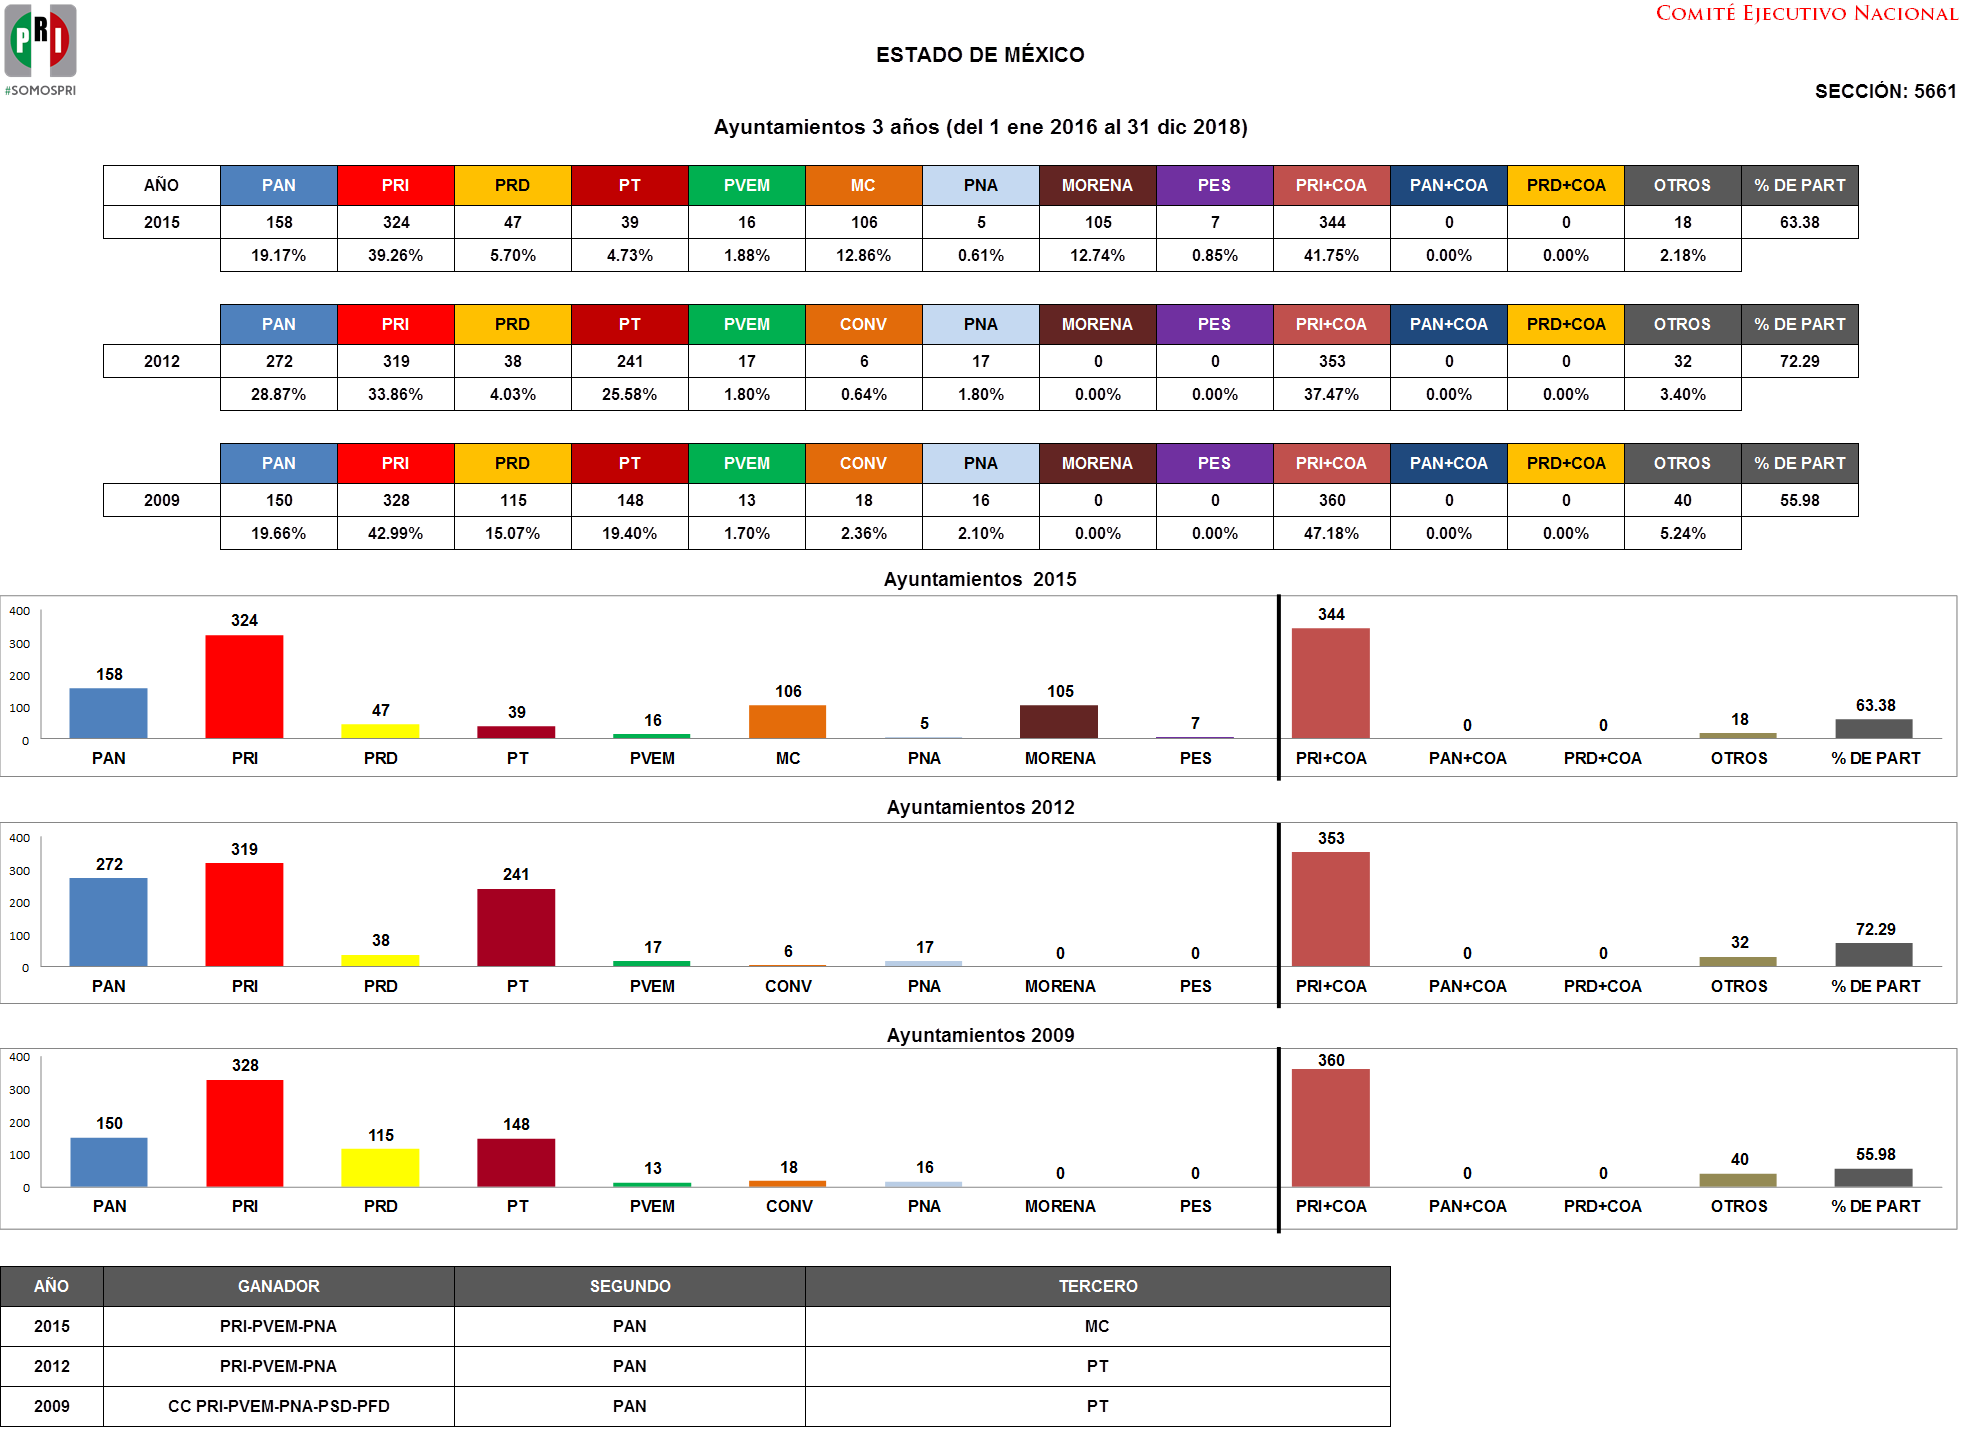 PRI
#SOMOSPRI
COMITÉ EJECUTIVO NACIONAL
ESTADO DE MÉXICO
SECCIÓN: 5661
Ayuntamientos 3 años (del 1 ene 2016 al 31 dic 2018)
AÑO PAN PRI PRD PT PVEM MC PNA MORENA PES PRI+COA PAN+COA PRD+COA OTROS % DE PART
2015 158 324 47 39 16 106 5 105 7 344 0 0 18 63.38
19.17% 39.26% 5.70% 4.73% 1.88% 12.86% 0.61% 12.74% 0.85% 41.75% 0.00% 0.00% 2.18%
PAN PRI PRD PT PVEM CONV PNA MORENA PES PRI+COA PAN+COA PRD+COA OTROS % DE PART
2012 272 319 38 241 17 6 17 0 0 353 0 0 32 72.29
28.87% 33.86% 4.03% 25.58% 1.80% 0.64% 1.80% 0.00% 0.00% 37.47% 0.00% 0.00% 3.40%
PAN PRI PRD PT PVEM CONV PNA MORENA PES PRI+COA PAN+COA PRD+COA OTROS % DE PART
2009 150 328 115 148 13 18 16 0 0 360 0 0 40 55.98
19.66% 42.99% 15.07% 19.40% 1.70% 2.36% 2.10% 0.00% 0.00% 47.18% 0.00% 0.00% 5.24%
Ayuntamientos 2015
400
300
200
100
0
158 324 47 39 16 106 5 105 7 344 0 0 18 63.38
PAN PRI PRD PT PVEM MC PNA MORENA PES PRI+COA PAN+COA PRD+COA OTROS % DE PART
Ayuntamientos 2012
400
300
200
100
0
272 319 38 241 17 6 17 0 0 353 0 0 32 72.29
PAN PRI PRD PT PVEM CONV PNA MORENA PES PRI+COA PAN+COA PRD+COA OTROS % DE PART
Ayuntamientos 2009
400
300
200
100
0
150 328 115 148 13 18 16 0 0 360 0 0 40 55.98
PAN PRI PRD PT PVEM CONV PNA MORENA PES PRI+COA PAN+COA PRD+COA OTROS % DE PART
AÑO GANADOR SEGUNDO TERCERO
2015 PRI-PVEM-PNA PAN MC
2012 PRI-PVEM-PNA PAN PT
2009 CC PRI-PVEM-PNA-PSD-PFD PAN PT